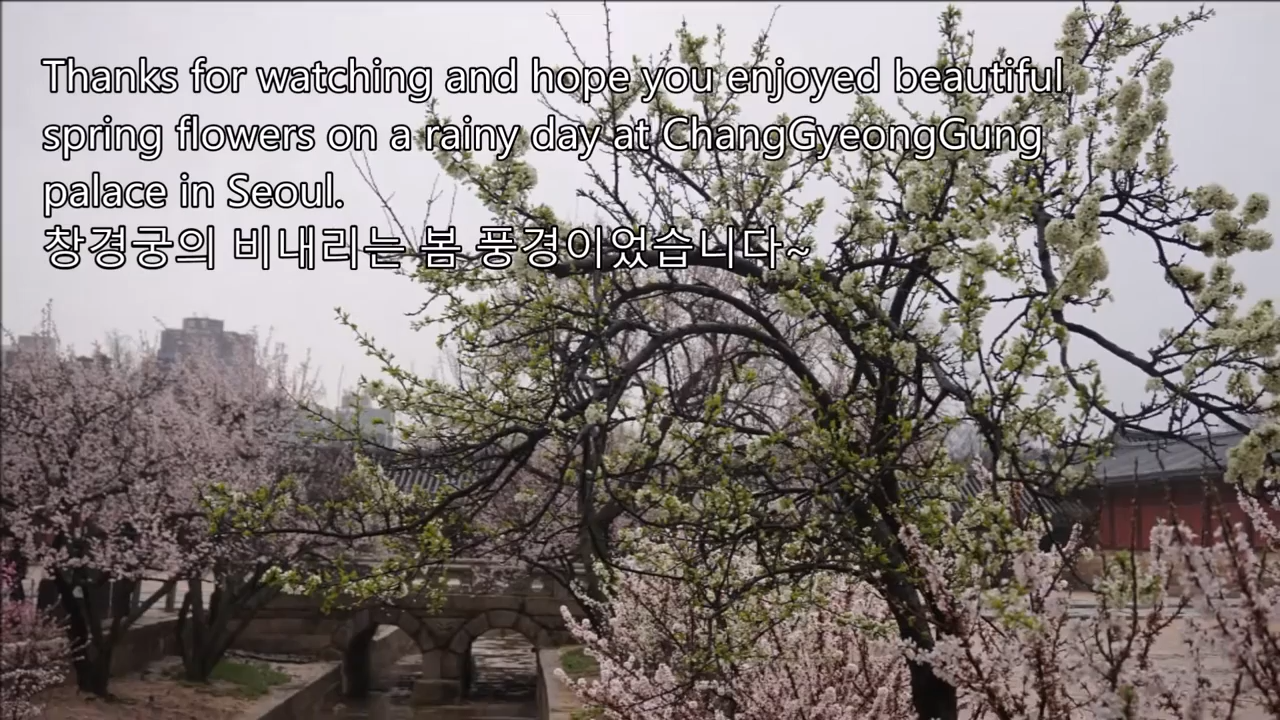 Thanks for watching and hope you enjoyed beautiful
spring flowers on a rainy day at ChangGyeongGung
palace in Seoul.
창경궁의 비내리는 봄 풍경이었습니다~